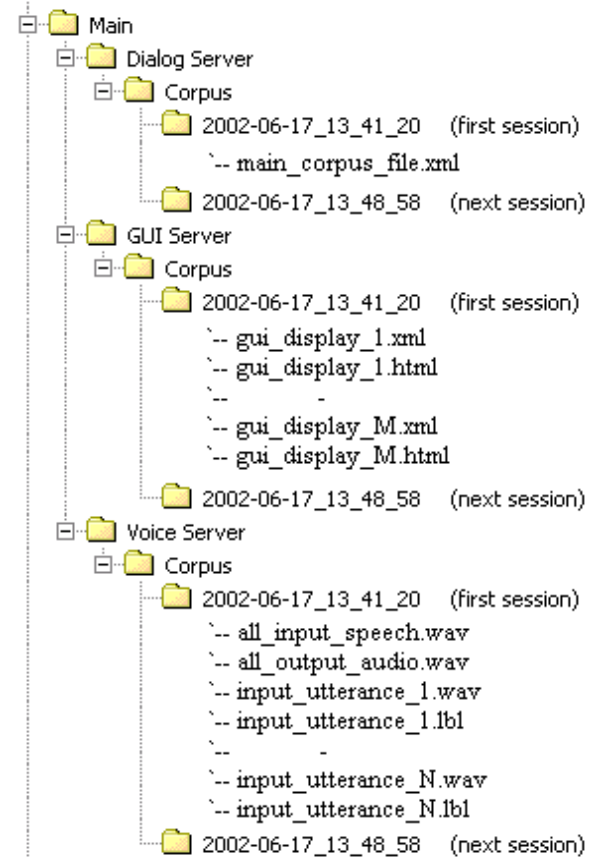 Main
Dialog Server
Corpus
2002-06-17_13_41_20 (first session)
`-- main_corpus_file.xml
2002-06-17_13_48_58 (next session)
GUI Server
Corpus
2002-06-17_13_41_20 (first session)
`-- gui_display_1.xml
`-- gui_display_1.html
`-- -
`-- gui_display_M.xml
`-- gui_display_M.html
2002-06-17_13_48_58 (next session)
Voice Server
Corpus
2002-06-17_13_41_20 (first session)
`-- all_input_speech.wav
`-- all_output_audio.wav
`-- input_utterance_1.wav
`-- input_utterance_1.lbl
`-- -
`-- input_utterance_N.wav
`-- input_utterance_N.lbl
2002-06-17_13_48_58 (next session)